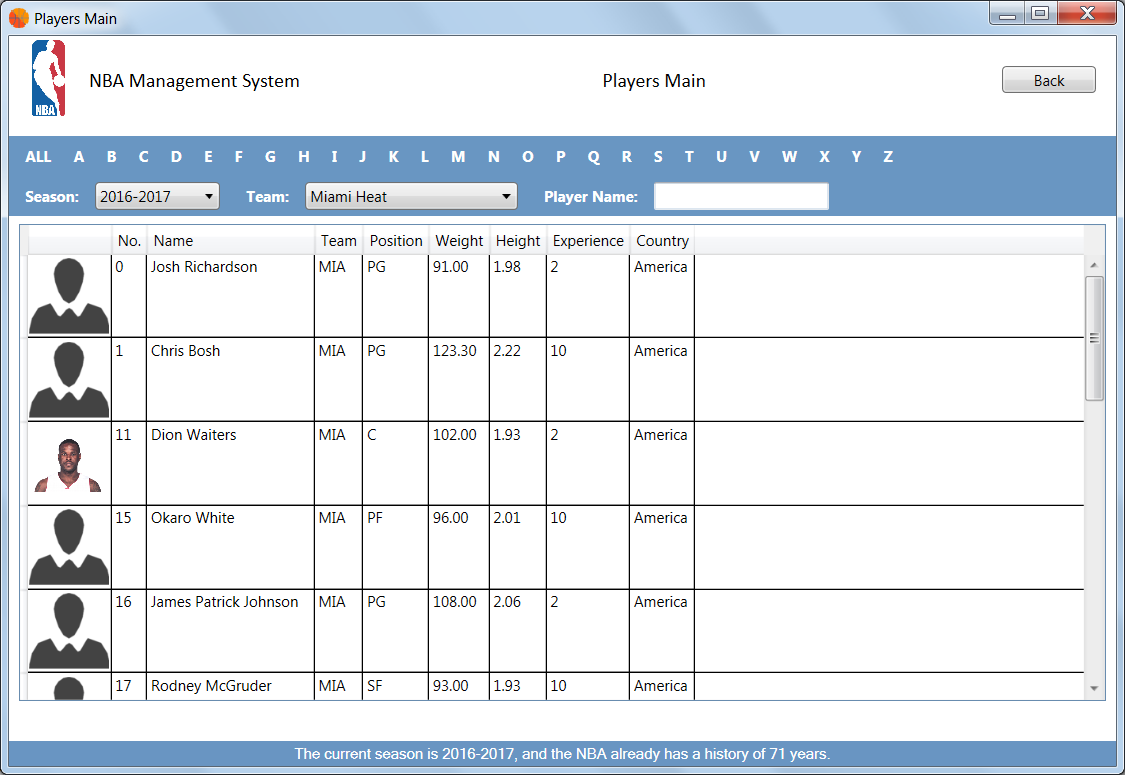 Players Main
NBA
NBA Management System Players Main Back
ALL A B C D E F G H I J K L M N O P Q R S T U V W X Y Z
Season: 2016-2017 Team: Miami Heat Player Name:
No. Name Team Position Weight Height Experience Country
0 Josh Richardson MIA PG 91.00 1.98 2 America
1 Chris Bosh MIA PG 123.30 2.22 10 America
11 Dion Waiters MIA C 102.00 1.93 2 America
15 Okaro White MIA PF 96.00 2.01 10 America
16 James Patrick Johnson MIA PG 108.00 2.06 2 America
17 Rodney McGruder MIA SF 93.00 1.93 10 America
The current season is 2016-2017, and the NBA already has a history of 71 years.